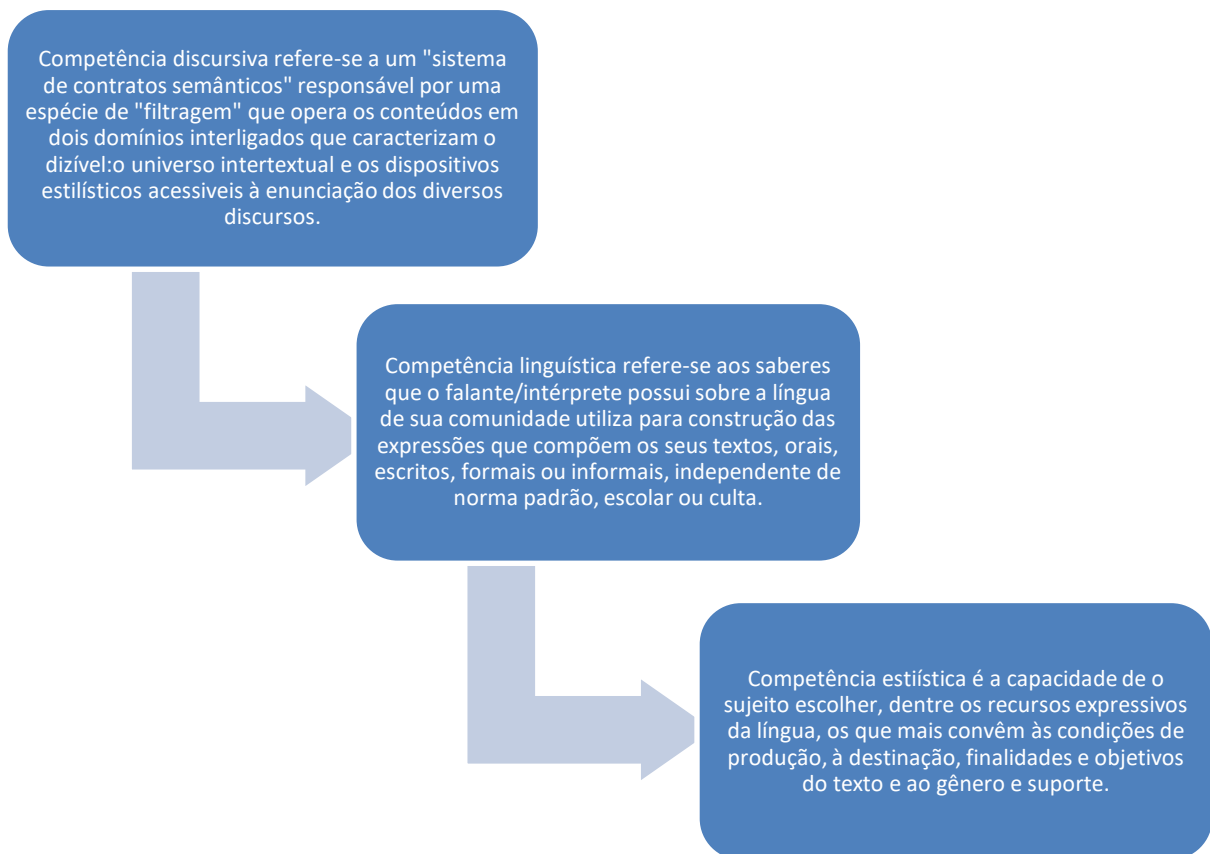 Competência discursiva refere-se a um "sistema
de contratos semânticos" responsável por uma
espécie de "filtragem" que opera os conteúdos em
dois domínios interligados que caracterizam o
dizível:o universo intertextual e os dispositivos
estilísticos acessiveis à enunciação dos diversos
discursos.
Competência linguística refere-se aos saberes
que o falante/intérprete possui sobre a língua
de sua comunidade utiliza para construção das
expressões que compõem os seus textos, orais,
escritos, formais ou informais, independente de
norma padrão, escolar ou culta.
Competência estiística é a capacidade de o
sujeito escolher, dentre os recursos expressivos
da língua, os que mais convêm às condições de
produção, à destinação, finalidades e objetivos
do texto e ao gênero e suporte.